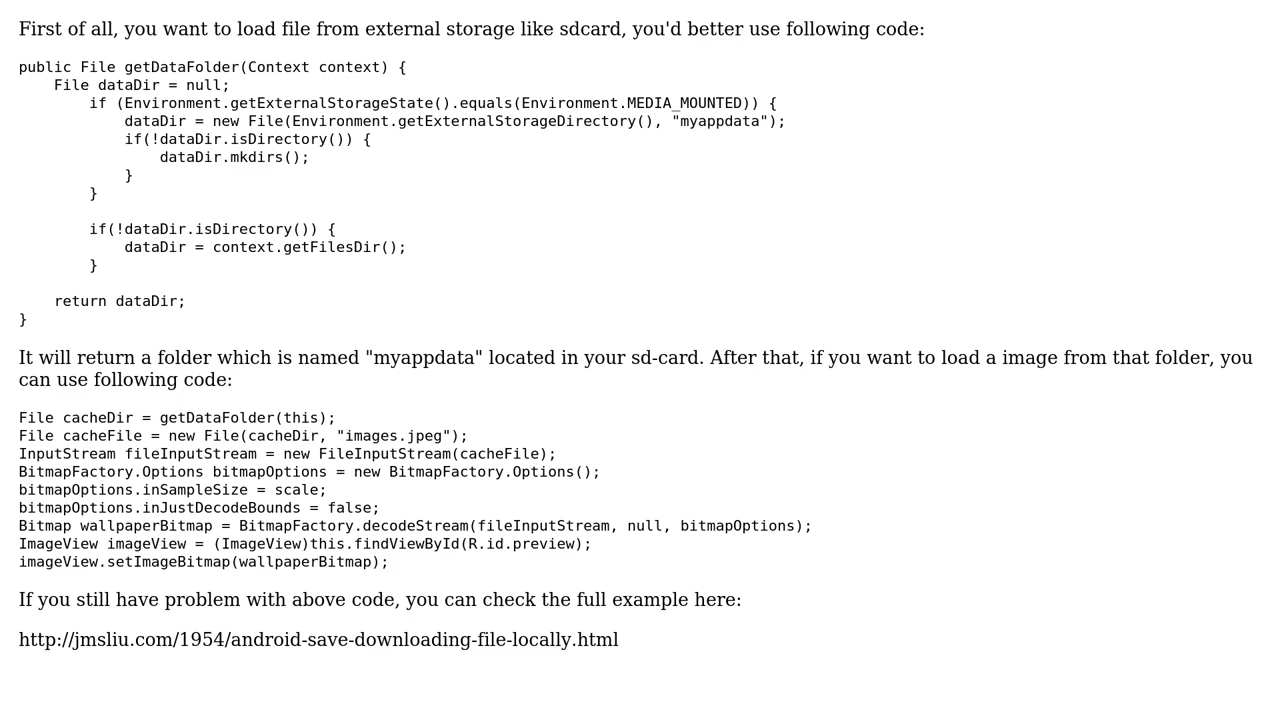 First of all, you want to load file from external storage like sdcard, you'd better use following code:
public File getDataFolder(Context context) {
    File dataDir = null;
        if (Environment.getExternalStorageState().equals(Environment.MEDIA_MOUNTED)) {
            dataDir = new File(Environment.getExternalStorageDirectory(), "myappdata");
            if(!dataDir.isDirectory()) {
                dataDir.mkdirs();
            }
        }

        if(!dataDir.isDirectory()) {
            dataDir = context.getFilesDir();
        }

    return dataDir;
}
It will return a folder which is named "myappdata" located in your sd-card. After that, if you want to load a image from that folder, you
can use following code:
File cacheDir = getDataFolder(this);
File cacheFile = new File(cacheDir, "images.jpeg");
InputStream fileInputStream = new FileInputStream(cacheFile);
BitmapFactory.Options bitmapOptions = new BitmapFactory.Options();
bitmapOptions.inSampleSize = scale;
bitmapOptions.inJustDecodeBounds = false;
Bitmap wallpaperBitmap = BitmapFactory.decodeStream(fileInputStream, null, bitmapOptions);
ImageView imageView = (ImageView)this.findViewById(R.id.preview);
imageView.setImageBitmap(wallpaperBitmap);
If you still have problem with above code, you can check the full example here:
http://jmsliu.com/1954/android-save-downloading-file-locally.html